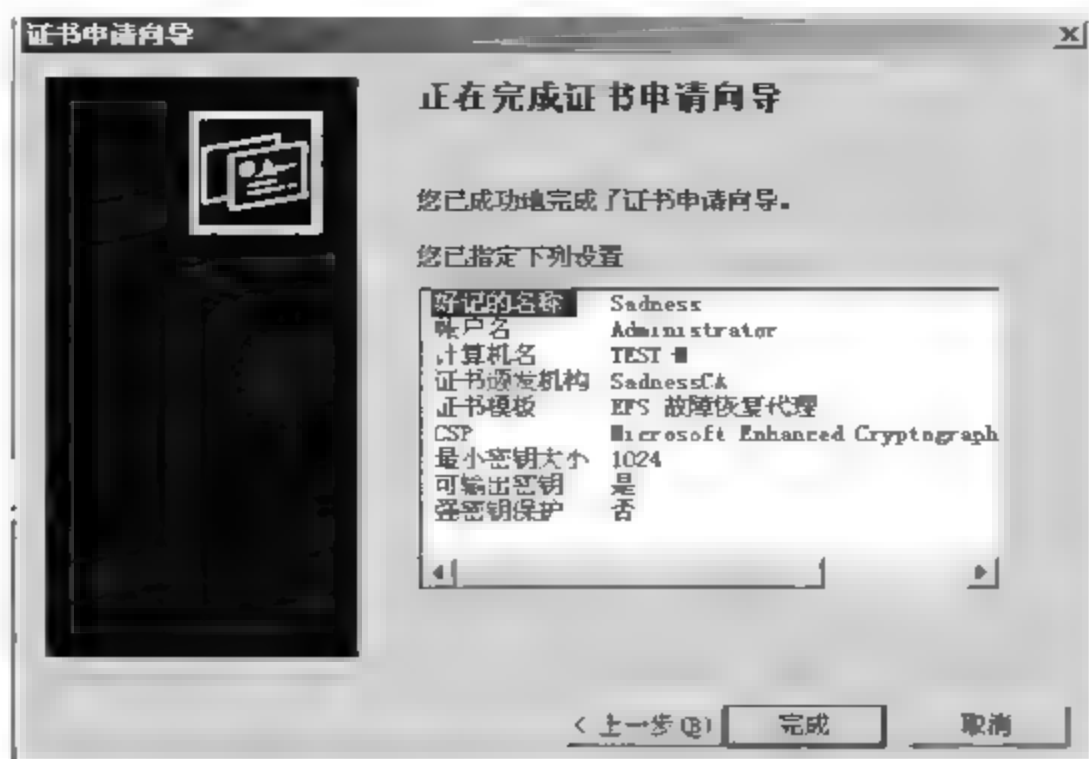 证书申请向导
正在完成证书申请向导
您已成功地完成了证书申请向导。
您已指定下列设置
好记的名称 Sadness
帐户名 Administrator
计算机名 TEST
证书颁发机构 SadnessCA
证书模板 EFS 故障恢复代理
CSP Microsoft Enhanced Cryptograph
最小密钥大小 1024
可输出密钥 是
强密钥保护 否
< 上一步(B) 完成 取消